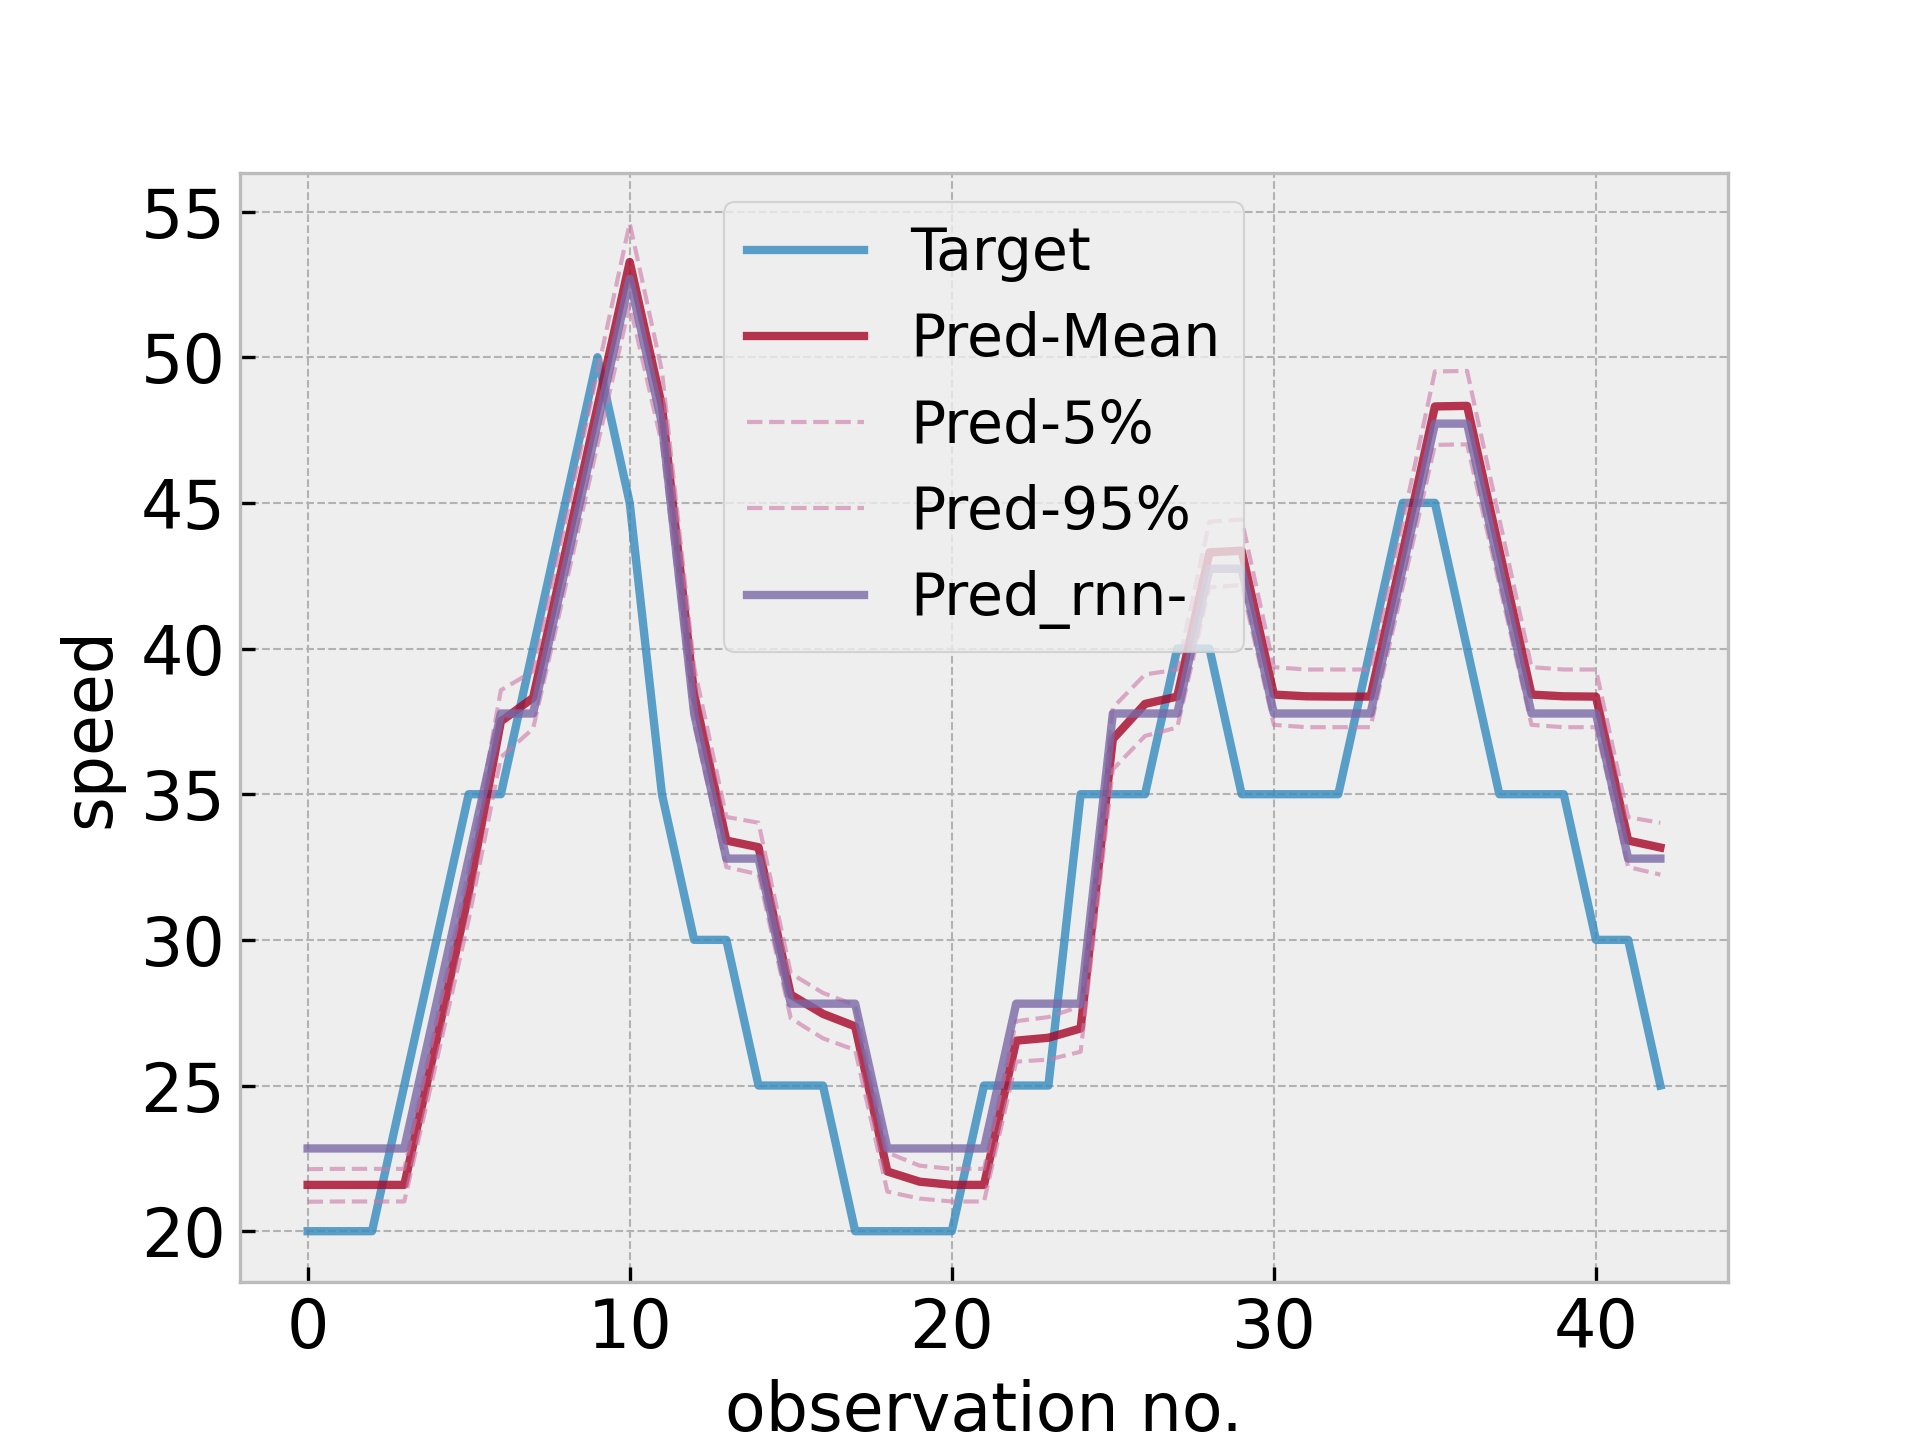 55
50
45
40
35
30
25
20
speed
Target
Pred-Mean
Pred-5%
Pred-95%
Pred_rnn-
0 10 20 30 40
observation no.